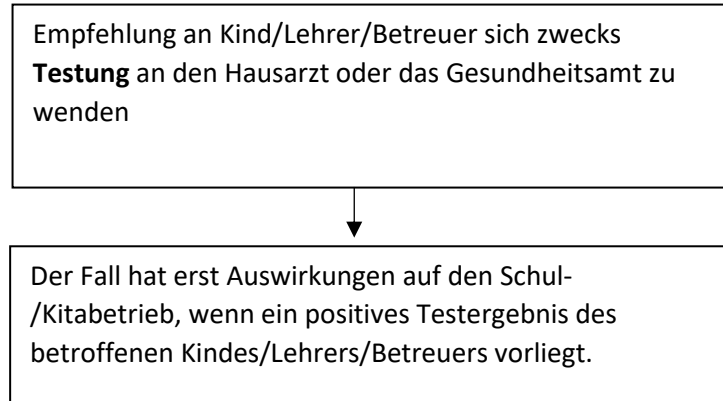 Empfehlung an Kind/Lehrer/Betreuer sich zwecks
Testung an den Hausarzt oder das Gesundheitsamt zu
wenden
Der Fall hat erst Auswirkungen auf den Schul-
/Kitabetrieb, wenn ein positives Testergebnis des
betroffenen Kindes/Lehrers/Betreuers vorliegt.